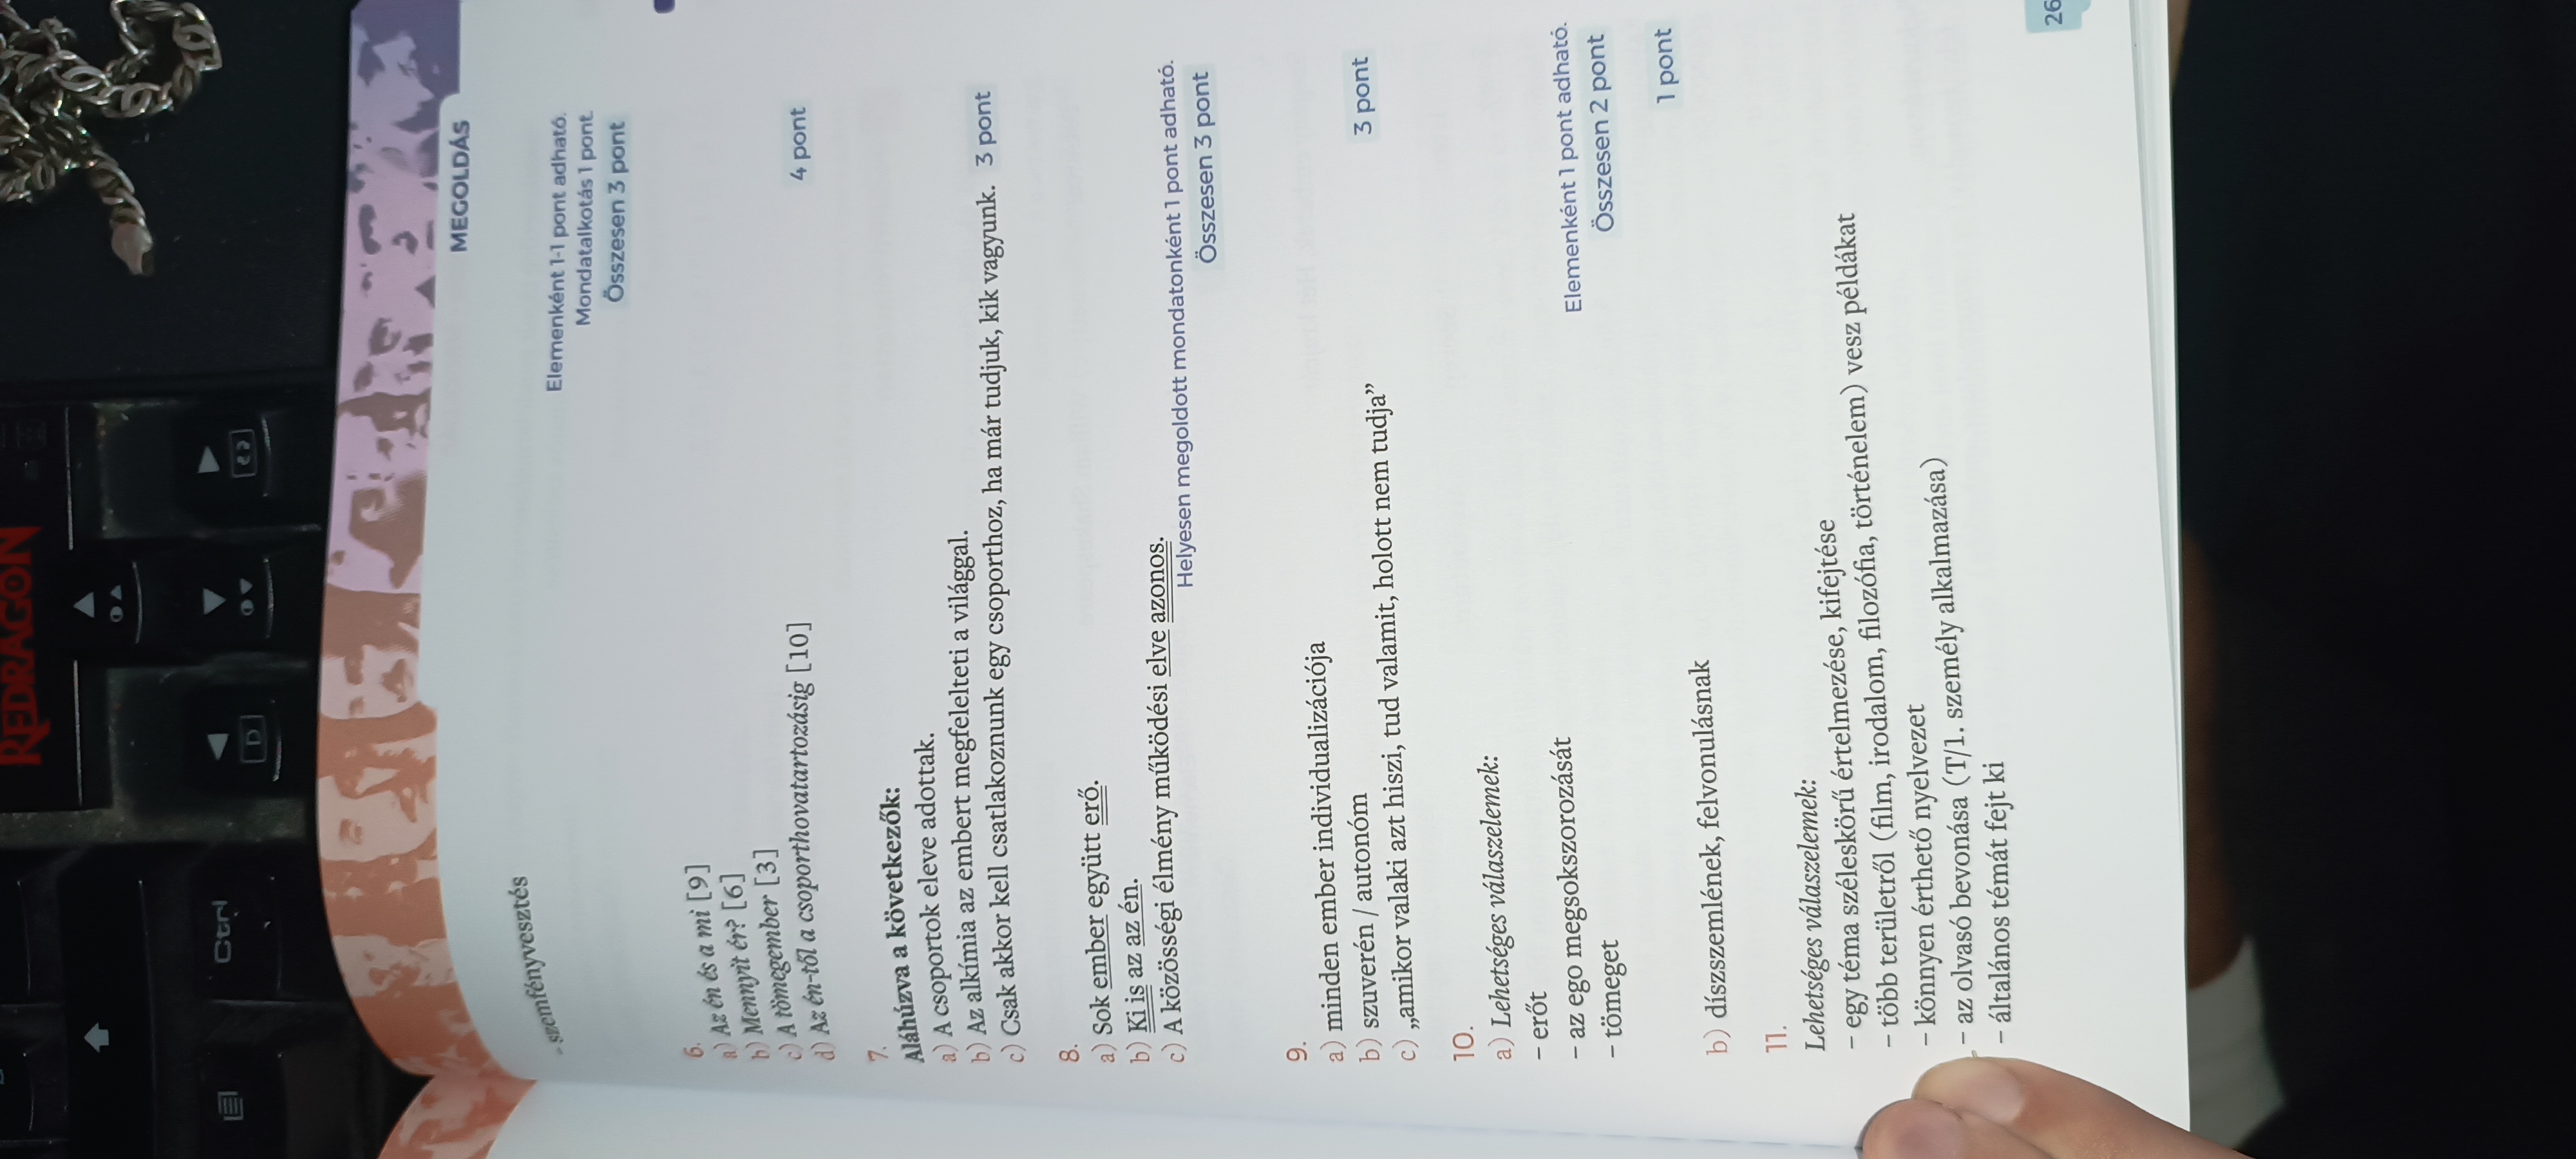 REDRAGON
Ctrl
D
MEGOLDÁS
- szemfényvesztés
Elemenként 1-1 pont adható.
Mondatalkotás 1 pont.
Összesen 3 pont
6.
a) Az én és a mi [9]
b) Mennyit ér? [6]
c) A tömegember [3]
d) Az én-től a csoporthovatartozásig [10] 4 pont
7.
Aláhúzva a következők:
a) A csoportok eleve adottak.
b) Az alkímia az embert megfelelteti a világgal.
c) Csak akkor kell csatlakoznunk egy csoporthoz, ha már tudjuk, kik vagyunk. 3 pont
8.
a) Sok ember együtt erő.
b) Ki is az az én.
c) A közösségi élmény működési elve azonos.
Helyesen megoldott mondatonként 1 pont adható.
Összesen 3 pont
9.
a) minden ember individualizációja
b) szuverén / autonóm
c) „amikor valaki azt hiszi, tud valamit, holott nem tudja” 3 pont
10.
a) Lehetséges válaszelemek:
– erőt
– az ego megsokszorozását
– tömeget
Elemenként 1 pont adható.
Összesen 2 pont
1 pont
b) díszszemlének, felvonulásnak
11.
Lehetséges válaszelemek:
– egy téma széleskörű értelmezése, kifejtése
– több területről (film, irodalom, filozófia, történelem) vesz példákat
– könnyen érthető nyelvezet
– az olvasó bevonása (T/1. személy alkalmazása)
– általános témát fejt ki
26